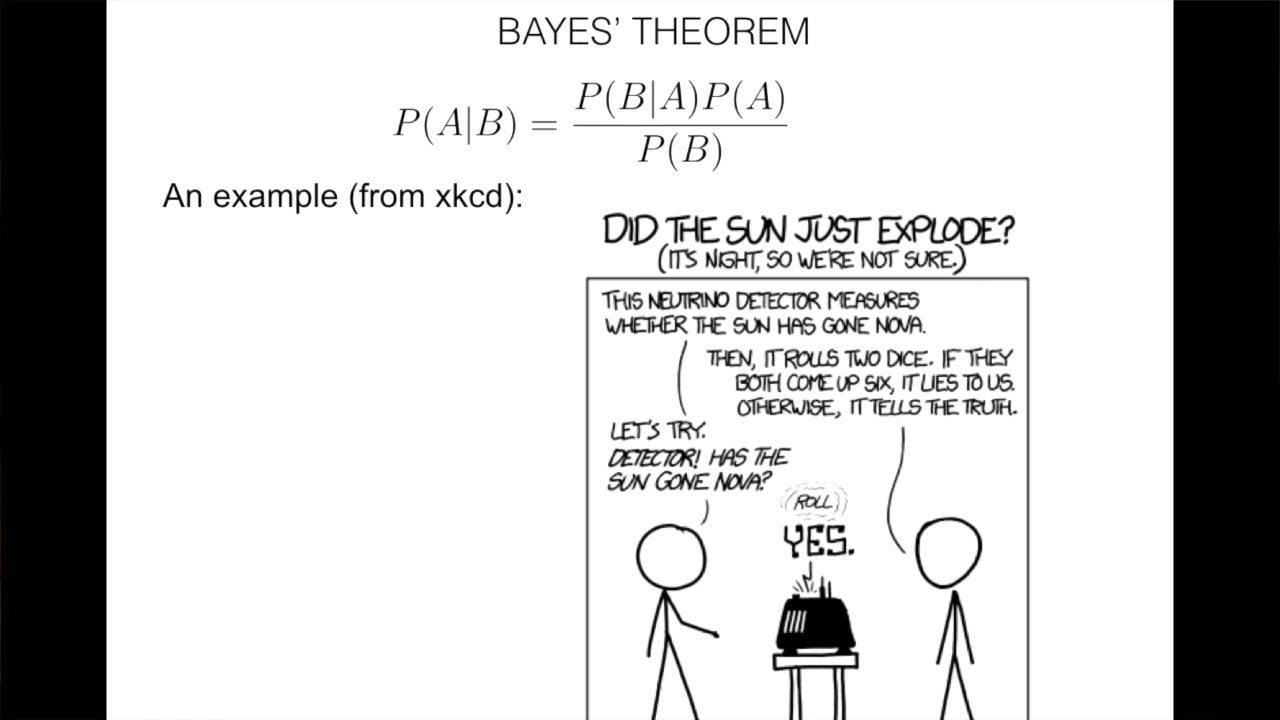 BAYES' THEOREM
P(A|B) = P(B|A)P(A) / P(B)
An example (from xkcd):
DID THE SUN JUST EXPLODE?
(IT'S NIGHT, SO WE'RE NOT SURE.)
THIS NEUTRINO DETECTOR MEASURES
WHETHER THE SUN HAS GONE NOVA.
THEN, IT ROLLS TWO DICE. IF THEY
BOTH COME UP SIX, IT LIES TO US.
OTHERWISE, IT TELLS THE TRUTH.
LET'S TRY.
DETECTOR! HAS THE
SUN GONE NOVA?
ROLL
YES.